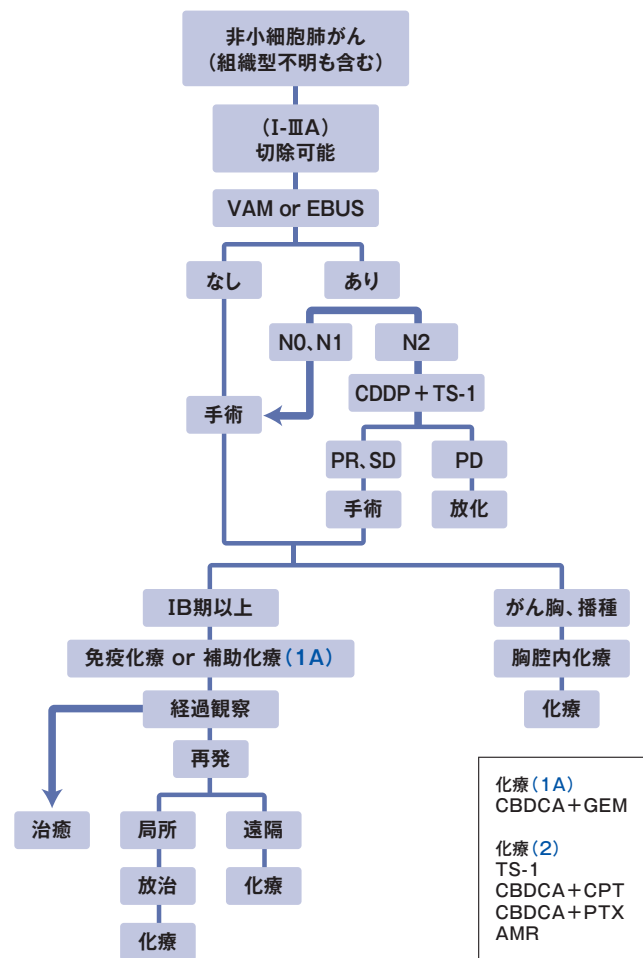 非小細胞肺がん
（組織型不明も含む）
（I-ⅢA）
切除可能
VAM or EBUS
なし
あり
N0、N1
N2
CDDP＋TS-1
手術
PR、SD
PD
手術
放化
IB期以上
がん胸、播種
免疫化療 or 補助化療（1A）
胸腔内化療
経過観察
化療
再発
治癒
局所
遠隔
放治
化療
化療
化療（1A）
CBDCA＋GEM
化療（2）
TS-1
CBDCA＋CPT
CBDCA＋PTX
AMR